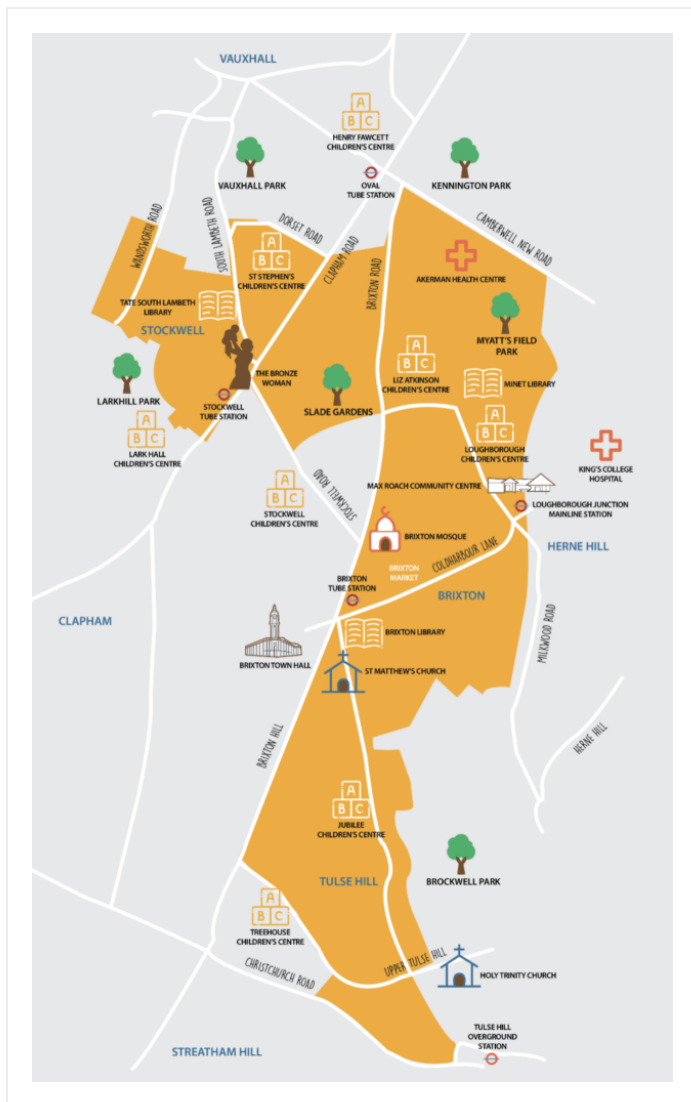 VAUXHALL
A
B C
HENRY FAWCETT
CHILDREN'S CENTRE
VAUXHALL PARK
OVAL
TUBE STATION
KENNINGTON PARK
WANDSWORTH ROAD
SOUTH LAMBETH ROAD
DORSET ROAD
CLAPHAM ROAD
BRIXTON ROAD
CAMBERWELL NEW ROAD
A
B C
ST STEPHEN'S
CHILDREN'S CENTRE
AKERMAN HEALTH CENTRE
TATE SOUTH LAMBETH
LIBRARY
STOCKWELL
MYATT'S FIELD
PARK
THE BRONZE
WOMAN
A
B C
LIZ ATKINSON
CHILDREN'S CENTRE
MINET LIBRARY
LARKHILL PARK
STOCKWELL
TUBE STATION
SLADE GARDENS
A
B C
LARK HALL
CHILDREN'S CENTRE
A
B C
LOUGHBOROUGH
CHILDREN'S CENTRE
KING'S COLLEGE
HOSPITAL
A
B C
STOCKWELL
CHILDREN'S CENTRE
STOCKWELL ROAD
MAX ROACH COMMUNITY CENTRE
LOUGHBOROUGH JUNCTION
MAINLINE STATION
BRIXTON MOSQUE
COLDHARBOUR LANE
HERNE HILL
BRIXTON
MARKET
BRIXTON
TUBE STATION
BRIXTON
CLAPHAM
BRIXTON LIBRARY
MILKWOOD ROAD
BRIXTON TOWN HALL
ST MATTHEW'S CHURCH
BRIXTON HILL
HERNE HILL
A
B C
JUBILEE
CHILDREN'S CENTRE
TULSE HILL
BROCKWELL PARK
A
B C
TREEHOUSE
CHILDREN'S CENTRE
CHRISTCHURCH ROAD
UPPER TULSE HILL
HOLY TRINITY CHURCH
STREATHAM HILL
TULSE HILL
OVERGROUND
STATION